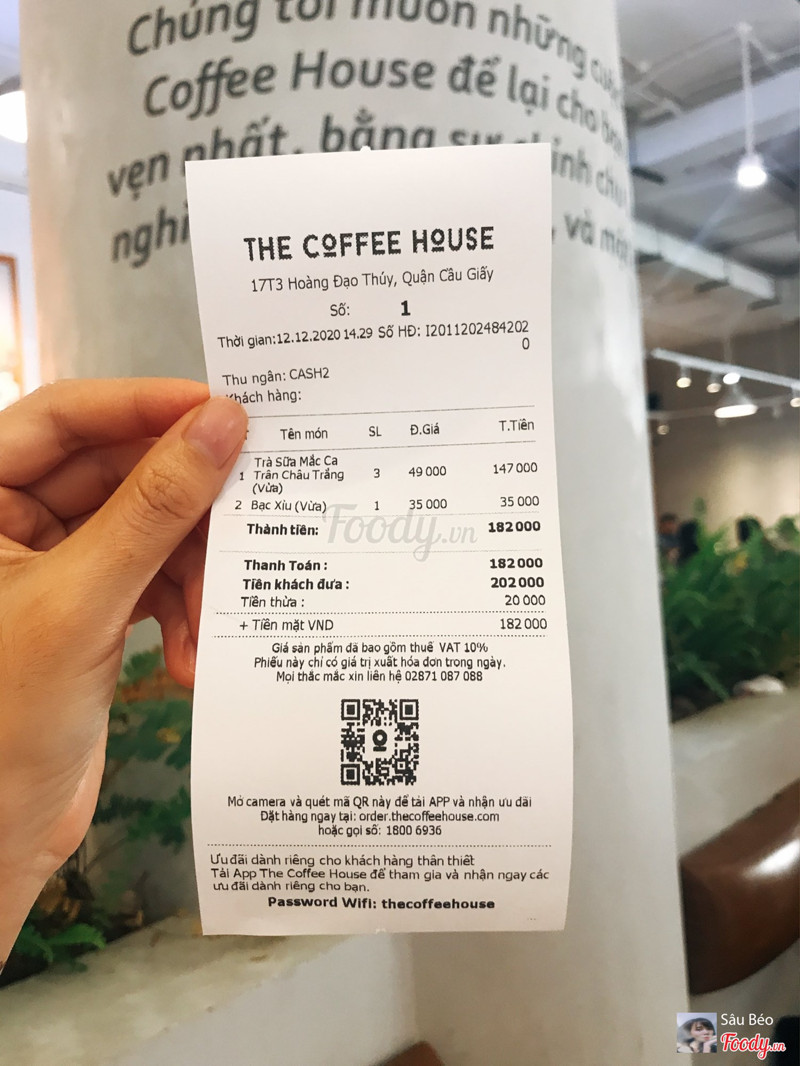 Chúng tôi muốn những
Coffee House để lại cho
vẹn nhất, bằng sự chỉnh chu
và một
THE COFFEE HOUSE
17T3 Hoàng Đạo Thúy, Quận Cầu Giấy
Số: 1
Thời gian:12.12.2020 14.29 Số HĐ: I2011202484202
0
Thu ngân: CASH2
Khách hàng:
Tên món SL Đ.Giá T.Tiền
1 Trà Sữa Mắc Ca
Trân Châu Trắng 3 49 000 147 000
(Vừa)
2 Bạc Xíu (Vừa) 1 35 000 35 000
Thành tiền: 182 000
Foody.vn
Thanh Toán : 182 000
Tiền khách đưa : 202 000
Tiền thừa : 20 000
+ Tiền mặt VND 182 000
Giá sản phẩm đã bao gồm thuế VAT 10%
Phiếu này chỉ có giá trị xuất hóa đơn trong ngày.
Mọi thắc mắc xin liên hệ 02871 087 088
Mở camera và quét mã QR này để tải APP và nhận ưu đãi
Đặt hàng ngay tại: order.thecoffeehouse.com
hoặc gọi số: 1800 6936
Ưu đãi dành riêng cho khách hàng thân thiết
Tải App The Coffee House để tham gia và nhận ngay các
ưu đãi dành riêng cho bạn.
Password Wifi: thecoffeehouse
Sâu Béo
Foody.vn